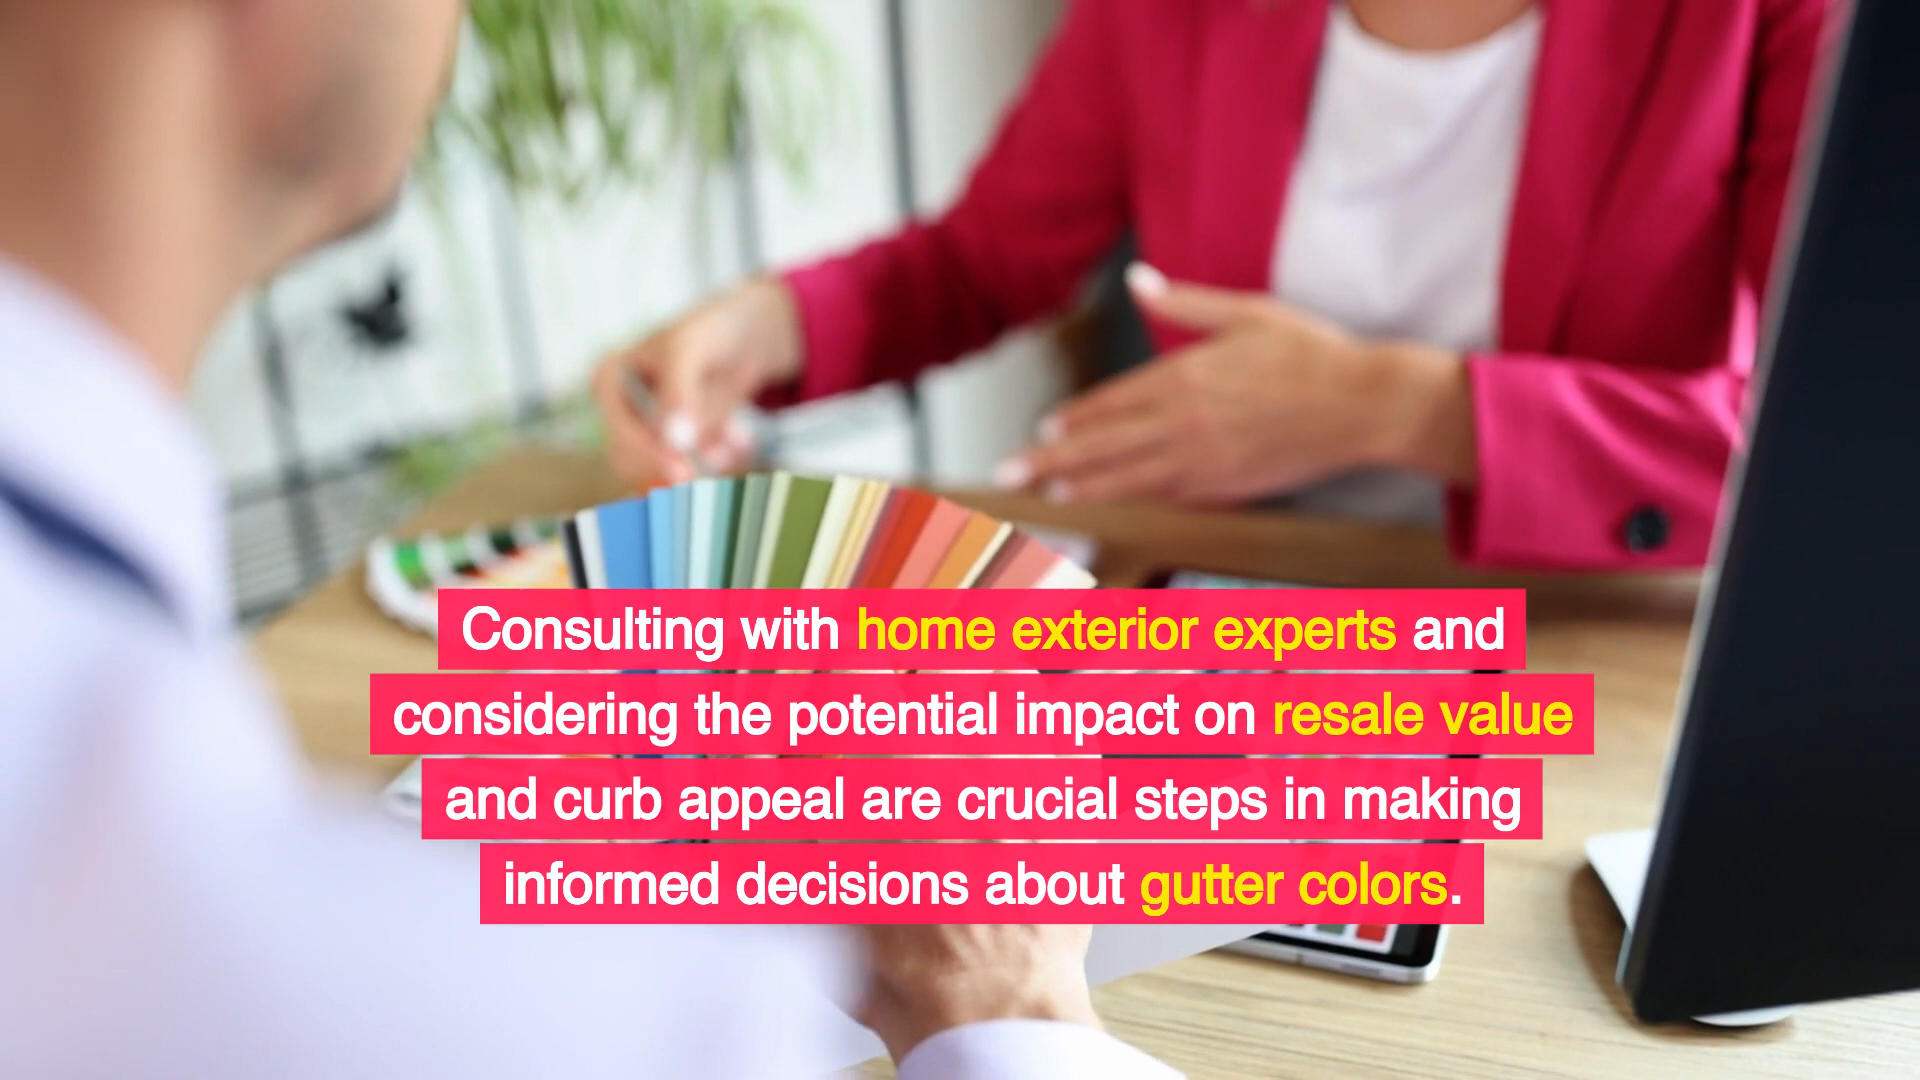 Consulting with home exterior experts and
considering the potential impact on resale value
and curb appeal are crucial steps in making
informed decisions about gutter colors.